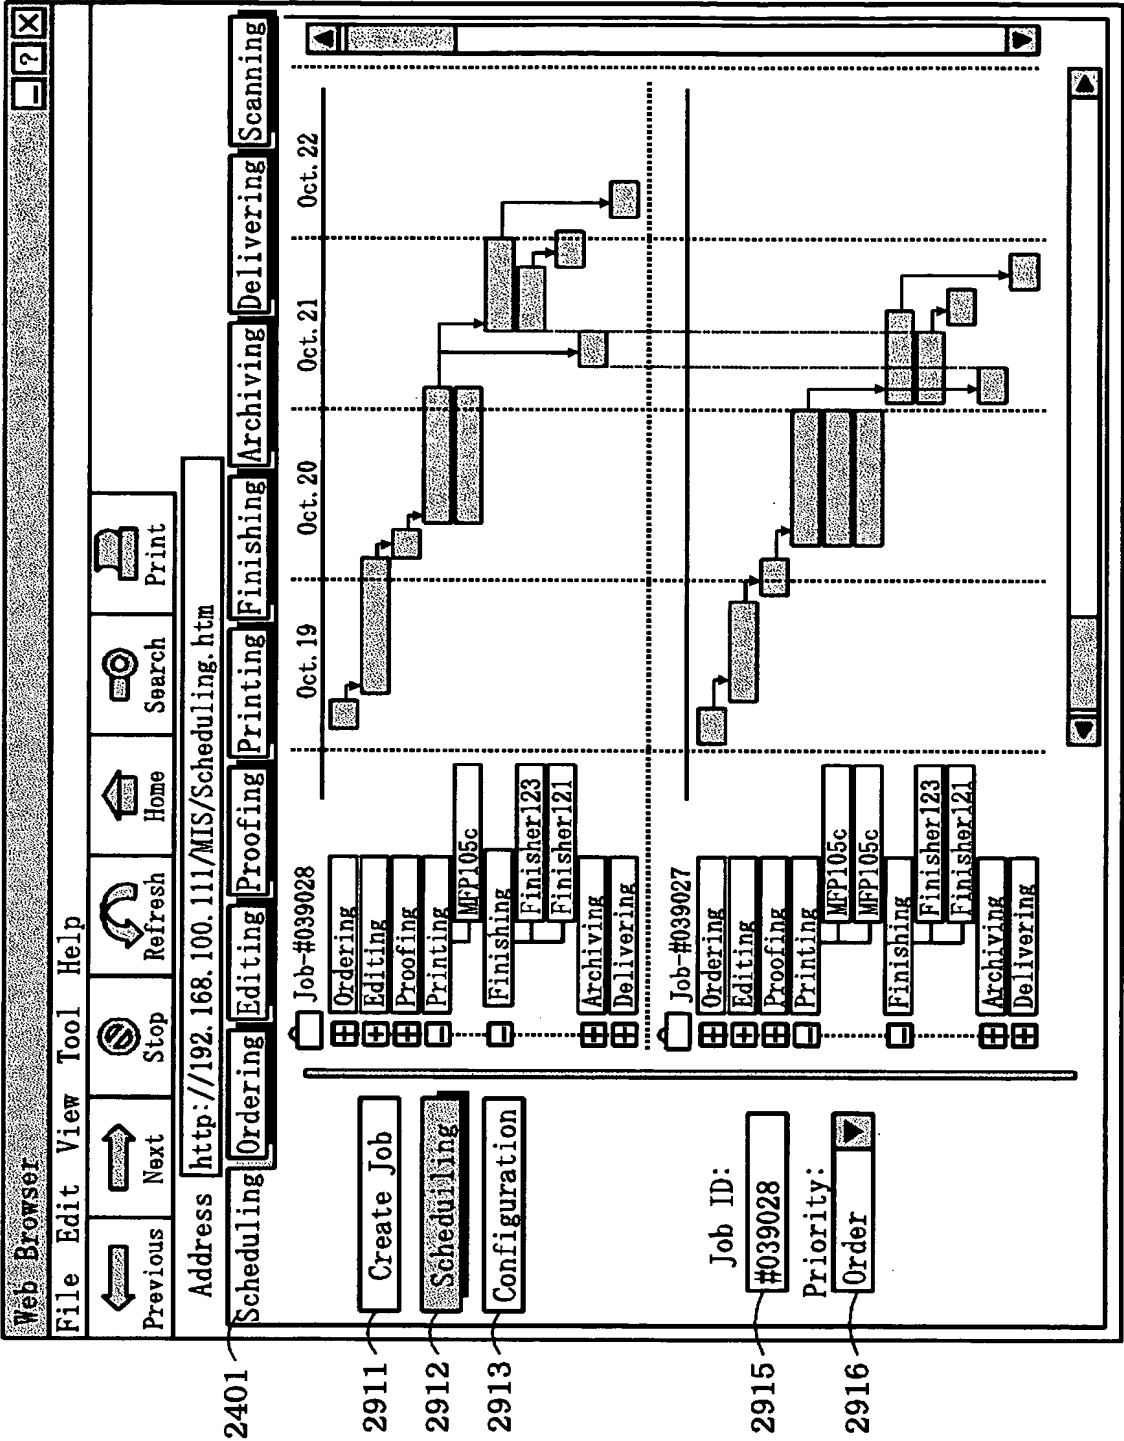 Web Browser
? X
File Edit View Tool Help
Previous Next Stop Refresh Home Search Print
Address http://192.168.100.111/MIS/Scheduling.htm
Scheduling Ordering Editing Proofing Printing Finishing Archiving Delivering Scanning
2401
2911 Create Job
2912 Scheduiling
2913 Configuration
Job ID:
2915 #039028
Priority:
2916 Order
Oct.19 Oct.20 Oct.21 Oct.22
Job-#039028
Ordering
Editing
Proofing
Printing
MFP105c
Finishing
Finisher123
Finisher121
Archiving
Delivering
Job-#039027
Ordering
Editing
Proofing
Printing
MFP105c
MFP105c
Finishing
Finisher123
Finisher121
Archiving
Delivering